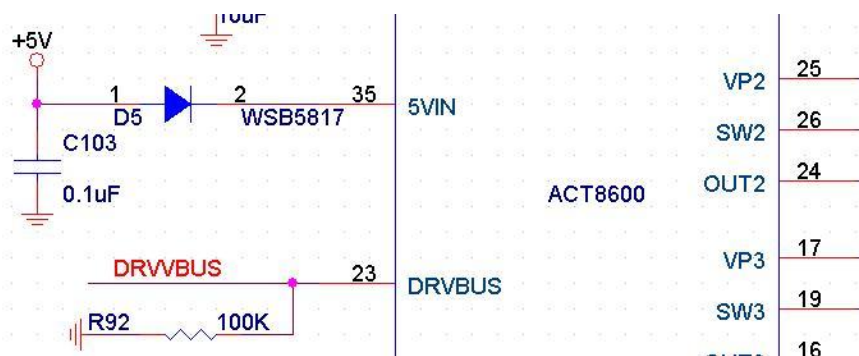 10uF
+5V
1 2 35
D5 WSB5817 5VIN
C103
0.1uF
DRVVBUS 23
DRVBUS
R92 100K
ACT8600
VP2 25
SW2 26
OUT2 24
VP3 17
SW3 19
16